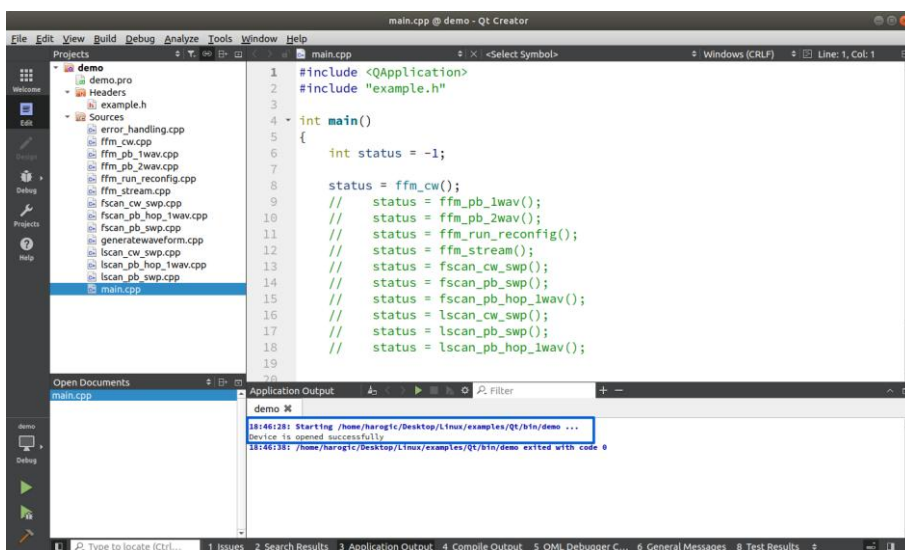 main.cpp @ demo - Qt Creator
File Edit View Build Debug Analyze Tools Window Help
Projects
main.cpp
<Select Symbol>
Windows (CRLF)
Line: 1, Col: 1
Welcome
Edit
Design
Debug
Projects
Help
demo
demo.pro
Headers
example.h
Sources
error_handling.cpp
ffm_cw.cpp
ffm_pb_1wav.cpp
ffm_pb_2wav.cpp
ffm_run_reconfig.cpp
ffm_stream.cpp
fscan_cw_swp.cpp
fscan_pb_hop_1wav.cpp
fscan_pb_swp.cpp
generatewaveform.cpp
lscan_cw_swp.cpp
lscan_pb_hop_1wav.cpp
lscan_pb_swp.cpp
main.cpp
1 #include <QApplication>
2 #include "example.h"
3
4 int main()
5 {
6 int status = -1;
7
8 status = ffm_cw();
9 // status = ffm_pb_1wav();
10 // status = ffm_pb_2wav();
11 // status = ffm_run_reconfig();
12 // status = ffm_stream();
13 // status = fscan_cw_swp();
14 // status = fscan_pb_swp();
15 // status = fscan_pb_hop_1wav();
16 // status = lscan_cw_swp();
17 // status = lscan_pb_swp();
18 // status = lscan_pb_hop_1wav();
19
20
Open Documents
main.cpp
Application Output
Filter
demo
18:46:28: Starting /home/harogic/Desktop/Linux/examples/Qt/bin/demo ...
Device is opened successfully
18:46:38: /home/harogic/Desktop/Linux/examples/Qt/bin/demo exited with code 0
demo
Debug
Type to locate (Ctrl...
1 Issues 2 Search Results 3 Application Output 4 Compile Output 5 QML Debugger C... 6 General Messages 8 Test Results